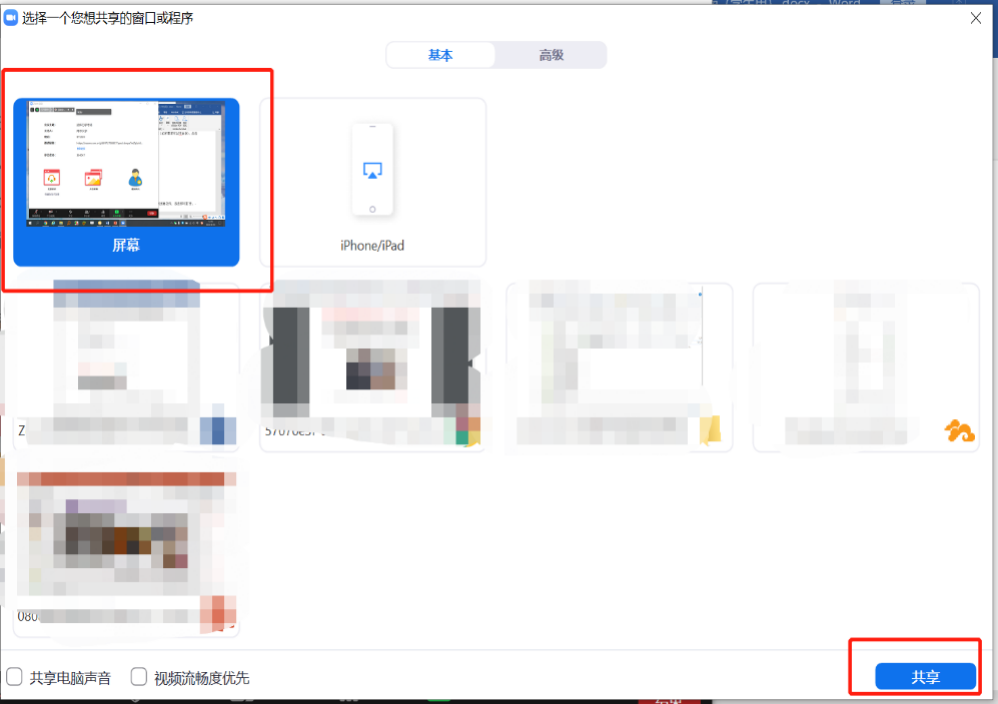 选择一个您想共享的窗口或程序
基本
高级
屏幕
iPhone/iPad
共享电脑声音
视频流畅度优先
共享